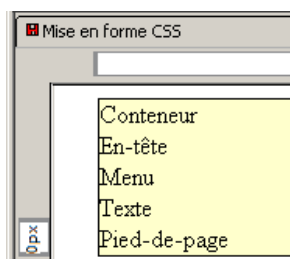 Mise en forme CSS
Conteneur
En-tête
Menu
Texte
Pied-de-page
0px